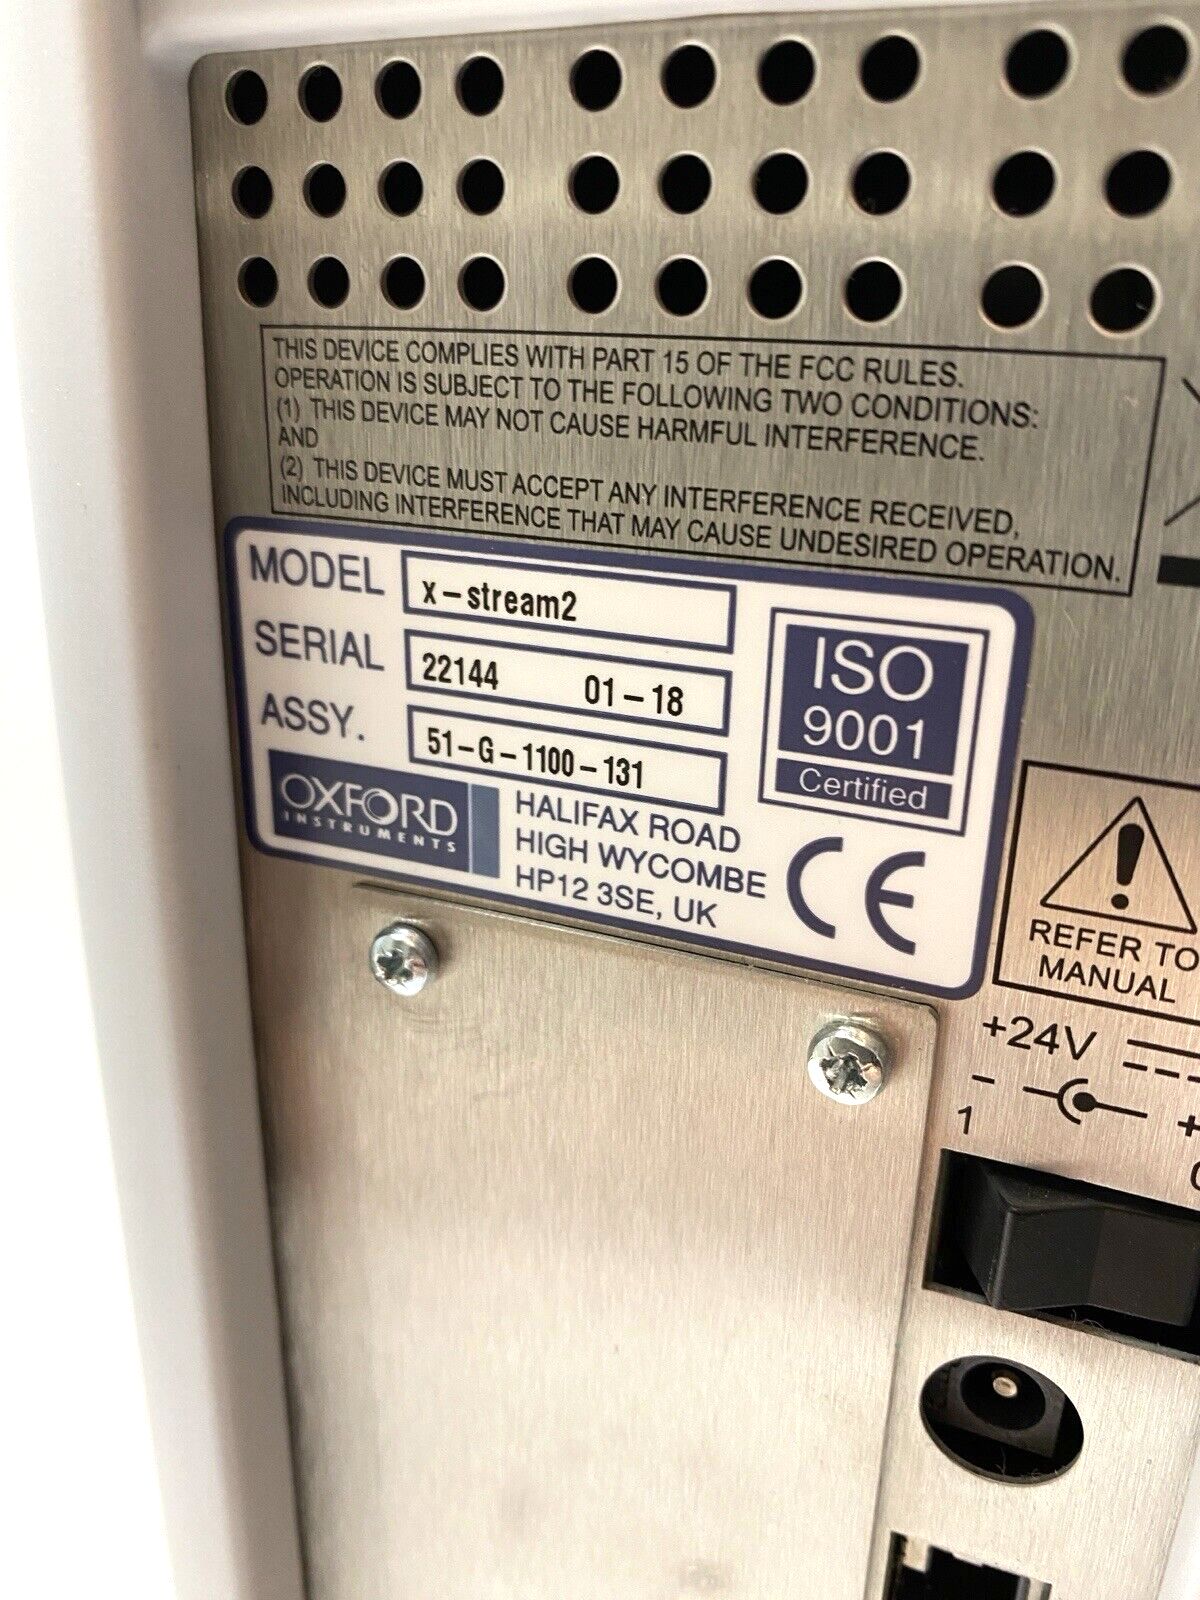 THIS DEVICE COMPLIES WITH PART 15 OF THE FCC RULES.
OPERATION IS SUBJECT TO THE FOLLOWING TWO CONDITIONS:
(1) THIS DEVICE MAY NOT CAUSE HARMFUL INTERFERENCE.
AND
(2) THIS DEVICE MUST ACCEPT ANY INTERFERENCE RECEIVED,
INCLUDING INTERFERENCE THAT MAY CAUSE UNDESIRED OPERATION.
MODEL x-stream2
SERIAL 22144 01-18
ASSY. 51-G-1100-131
OXFORD
INSTRUMENTS
HALIFAX ROAD
HIGH WYCOMBE
HP12 3SE, UK
ISO
9001
Certified
CE
!
REFER TO
MANUAL
+24V
- +
1